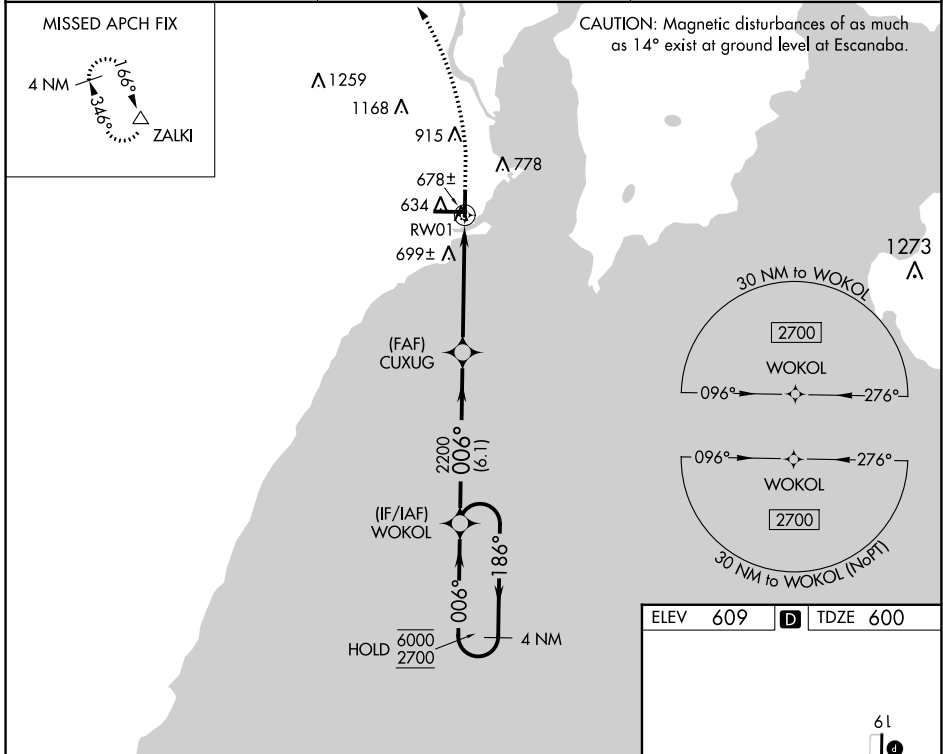 MISSED APCH FIX
4 NM
166°
346°
ZALKI
CAUTION: Magnetic disturbances of as much
as 14° exist at ground level at Escanaba.
1259
1168
915
778
678±
634
RW01
699±
1273
(FAF)
CUXUG
2200
006°
(6.1)
(IF/IAF)
WOKOL
006°
186°
HOLD
6000
2700
4 NM
30 NM to WOKOL
2700
WOKOL
096°
276°
096°
276°
WOKOL
2700
30 NM to WOKOL (NoPT)
ELEV 609 D TDZE 600
19
P